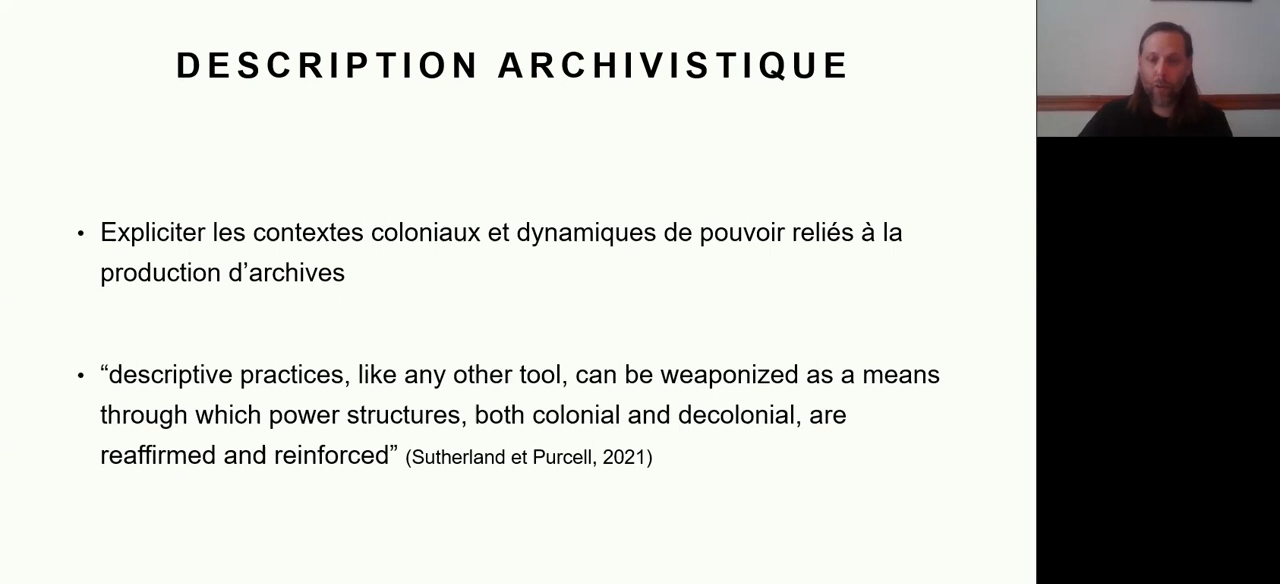 DESCRIPTION ARCHIVISTIQUE
• Expliciter les contextes coloniaux et dynamiques de pouvoir reliés à la
production d’archives
• “descriptive practices, like any other tool, can be weaponized as a means
through which power structures, both colonial and decolonial, are
reaffirmed and reinforced” (Sutherland et Purcell, 2021)